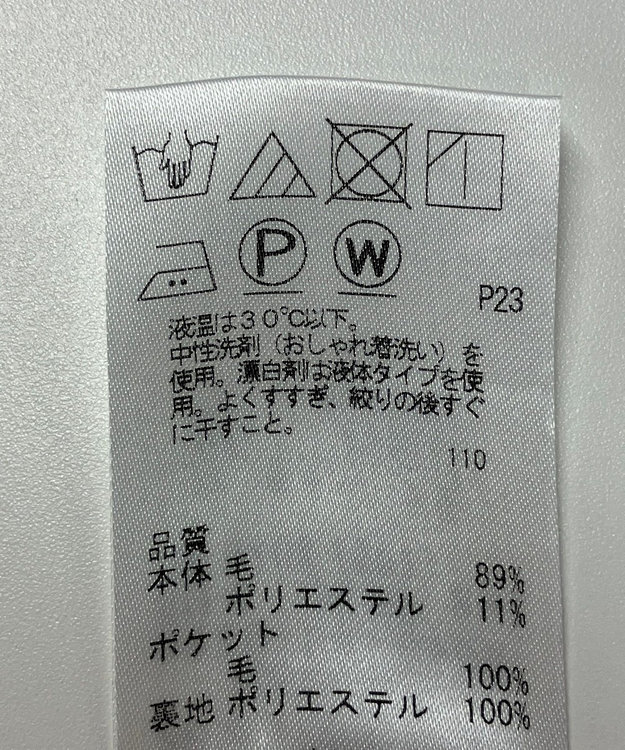 P W
P23
液温は３０℃以下。
中性洗剤（おしゃれ着洗い）を
使用。漂白剤は液体タイプを使
用。よくすすぎ、絞りの後すぐ
に干すこと。
110
品質
本体 毛 89%
ポリエステル 11%
ポケット
毛 100%
裏地 ポリエステル 100%